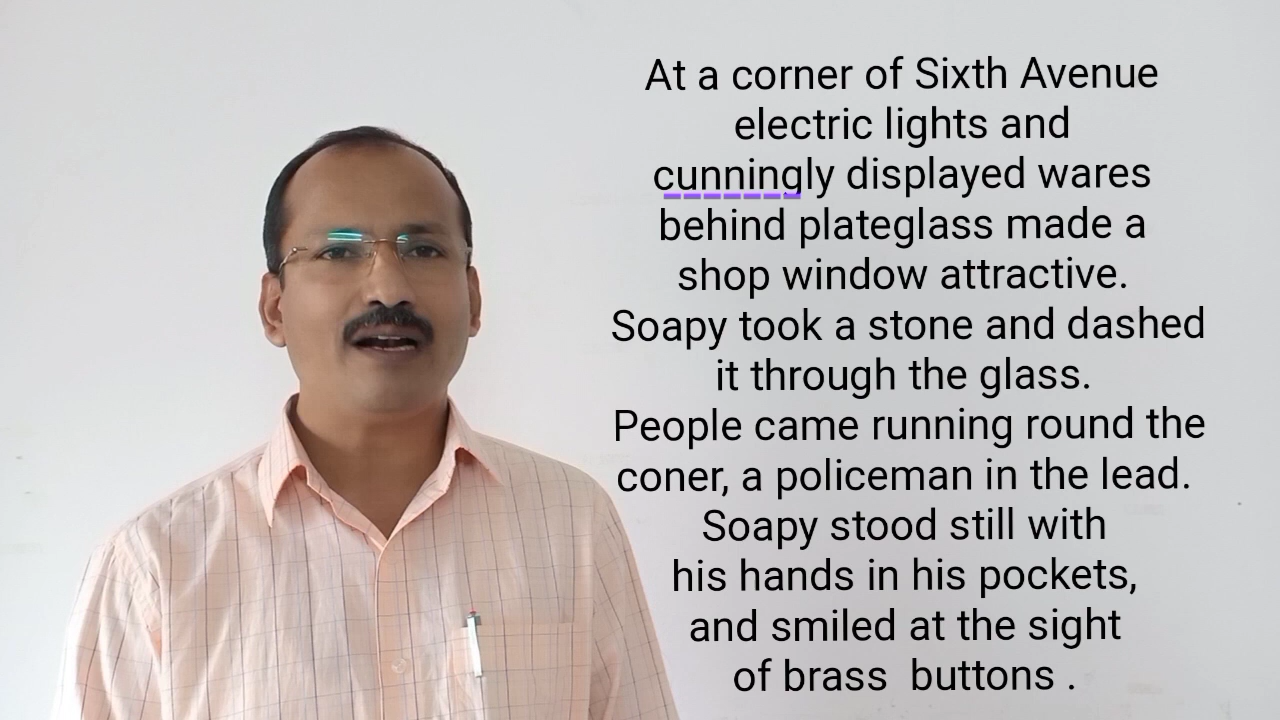 At a corner of Sixth Avenue
electric lights and
cunningly displayed wares
behind plateglass made a
shop window attractive.
Soapy took a stone and dashed
it through the glass.
People came running round the
coner, a policeman in the lead.
Soapy stood still with
his hands in his pockets,
and smiled at the sight
of brass  buttons .